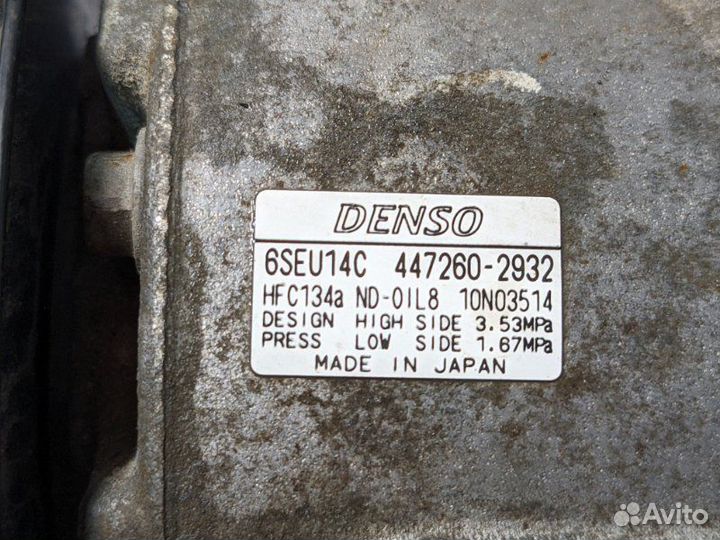 DENSO
6SEU14C 447260-2932
HFC134a ND-OIL8 10N03514
DESIGN HIGH SIDE 3.53MPa
PRESS LOW SIDE 1.67MPa
MADE IN JAPAN
Avito